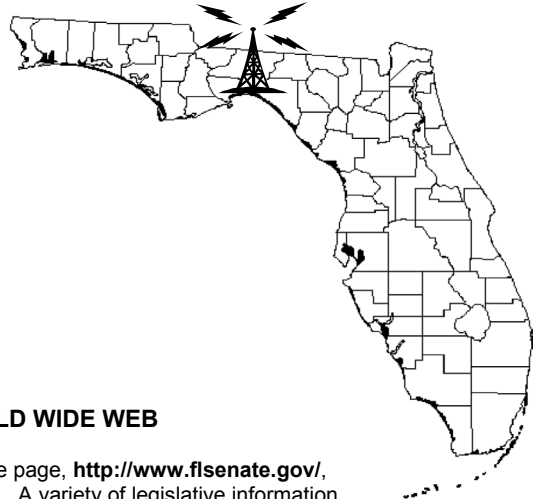 LD WIDE WEB
e page, http://www.flsenate.gov/,
A variety of legislative information